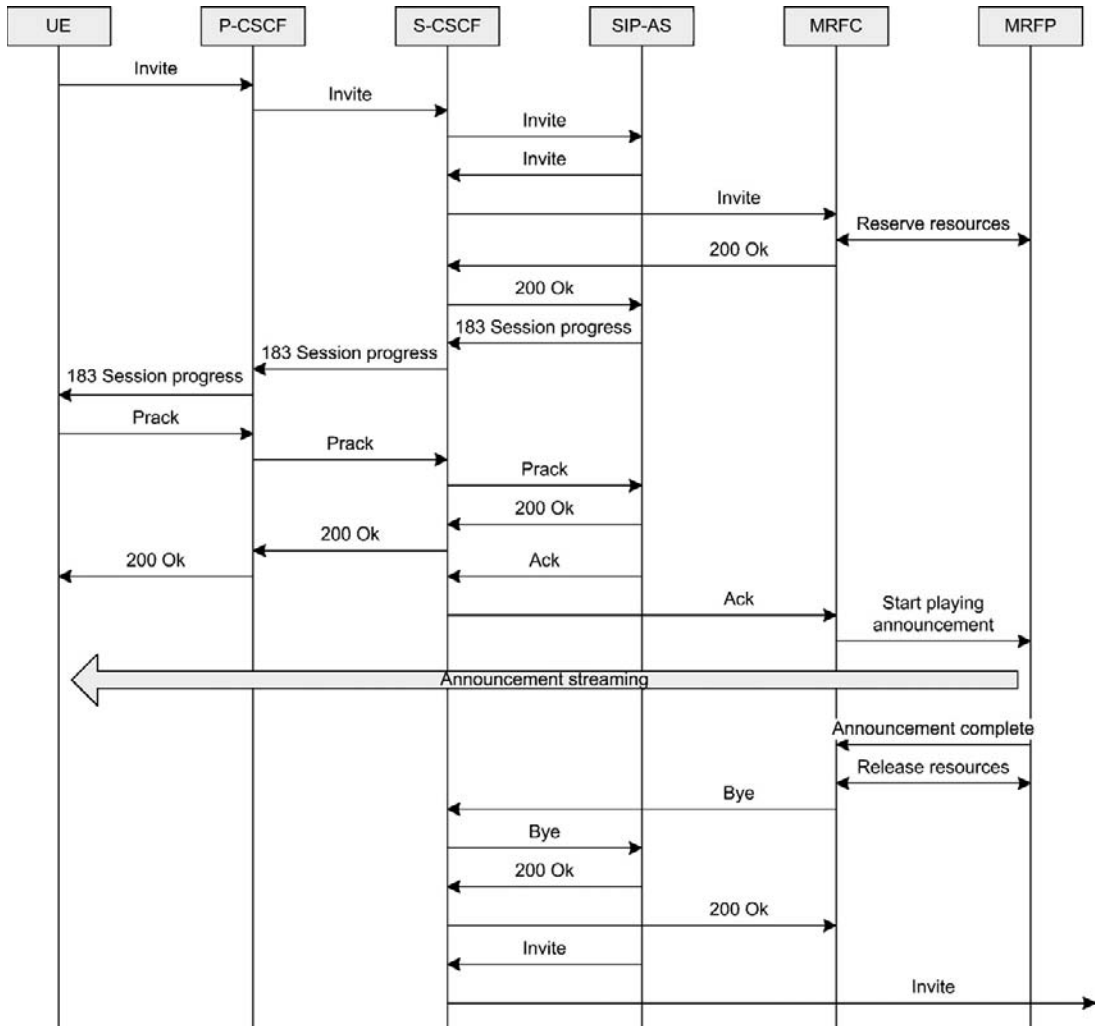 UE
P-CSCF
S-CSCF
SIP-AS
MRFC
MRFP
Invite
Invite
Invite
Invite
Invite
Reserve resources
200 Ok
200 Ok
183 Session progress
183 Session progress
183 Session progress
Prack
Prack
Prack
200 Ok
200 Ok
200 Ok
Ack
Ack
Start playing
announcement
Announcement streaming
Announcement complete
Release resources
Bye
Bye
200 Ok
200 Ok
Invite
Invite